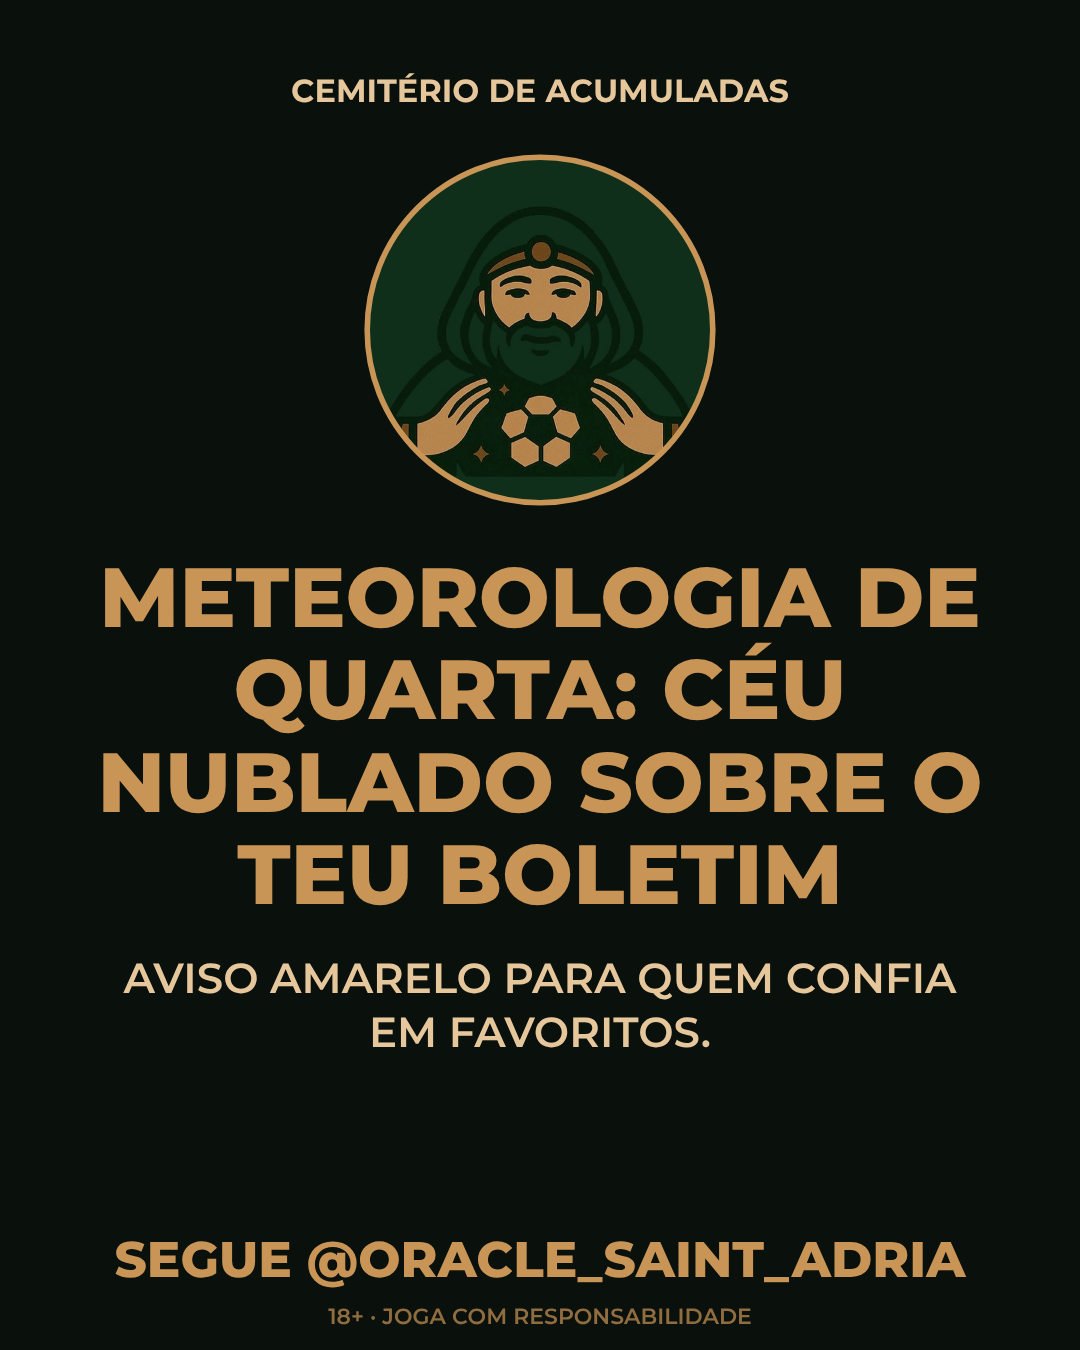 CEMITÉRIO DE ACUMULADAS
METEOROLOGIA DE
QUARTA: CÉU
NUBLADO SOBRE O
TEU BOLETIM
AVISO AMARELO PARA QUEM CONFIA
EM FAVORITOS.
SEGUE @ORACLE_SAINT_ADRIA
18+ · JOGA COM RESPONSABILIDADE